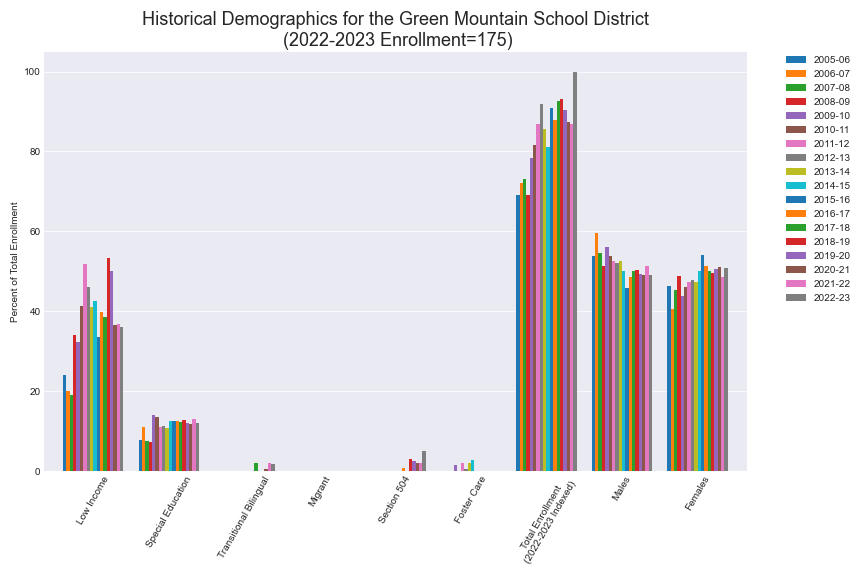 Historical Demographics for the Green Mountain School District
(2022-2023 Enrollment=175)
Percent of Total Enrollment
100
80
60
40
20
0
Low Income
Special Education
Transitional Bilingual
Migrant
Section 504
Foster Care
Total Enrollment
(2022-2023 Indexed)
Males
Females
2005-06
2006-07
2007-08
2008-09
2009-10
2010-11
2011-12
2012-13
2013-14
2014-15
2015-16
2016-17
2017-18
2018-19
2019-20
2020-21
2021-22
2022-23